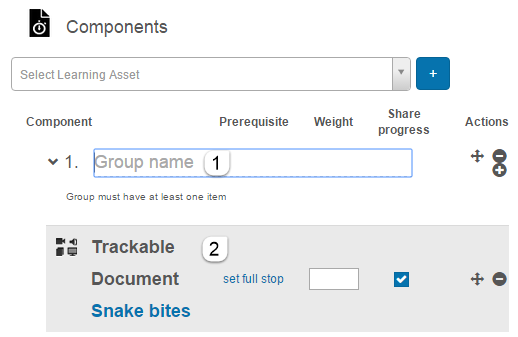 Components
Select Learning Asset
+
Component Prerequisite Weight Share progress Actions
1. Group name 1
Group must have at least one item
Trackable 2
Document set full stop
Snake bites